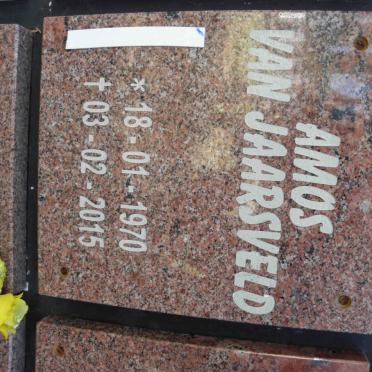 AMOS
VAN JAARSVELD
* 18-01-1970
✝ 03-02-2015